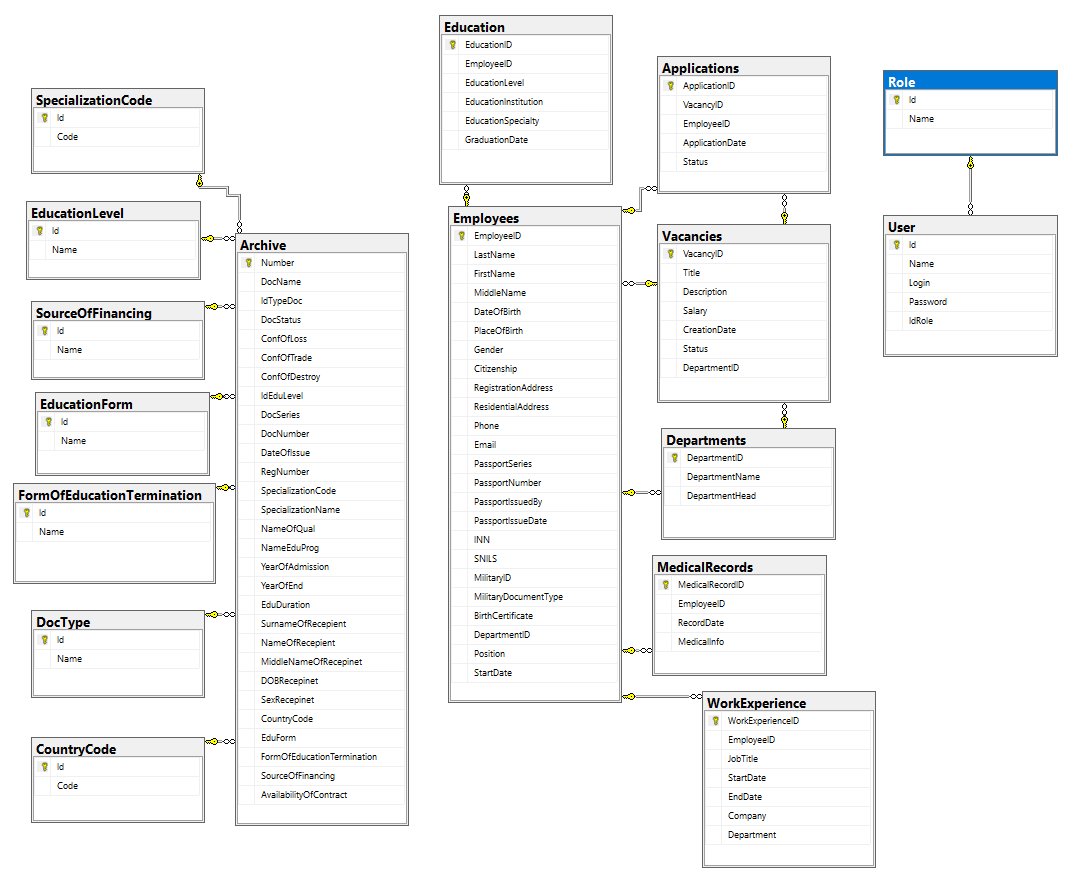 SpecializationCode
Id
Code
EducationLevel
Id
Name
SourceOfFinancing
Id
Name
EducationForm
Id
Name
FormOfEducationTermination
Id
Name
DocType
Id
Name
CountryCode
Id
Code
Archive
Number
DocName
IdTypeDoc
DocStatus
ConfOfLoss
ConfOfTrade
ConfOfDestroy
IdEduLevel
DocSeries
DocNumber
DateOfIssue
RegNumber
SpecializationCode
SpecializationName
NameOfQual
NameEduProg
YearOfAdmission
YearOfEnd
EduDuration
SurnameOfRecepient
NameOfRecepient
MiddleNameOfRecepinet
DOBRecepinet
SexRecepinet
CountryCode
EduForm
FormOfEducationTermination
SourceOfFinancing
AvailabilityOfContract
Education
EducationID
EmployeeID
EducationLevel
EducationInstitution
EducationSpecialty
GraduationDate
Employees
EmployeeID
LastName
FirstName
MiddleName
DateOfBirth
PlaceOfBirth
Gender
Citizenship
RegistrationAddress
ResidentialAddress
Phone
Email
PassportSeries
PassportNumber
PassportIssuedBy
PassportIssueDate
INN
SNILS
MilitaryID
MilitaryDocumentType
BirthCertificate
DepartmentID
Position
StartDate
Applications
ApplicationID
VacancyID
EmployeeID
ApplicationDate
Status
Vacancies
VacancyID
Title
Description
Salary
CreationDate
Status
DepartmentID
Departments
DepartmentID
DepartmentName
DepartmentHead
MedicalRecords
MedicalRecordID
EmployeeID
RecordDate
MedicalInfo
WorkExperience
WorkExperienceID
EmployeeID
JobTitle
StartDate
EndDate
Company
Department
Role
Id
Name
User
Id
Name
Login
Password
IdRole